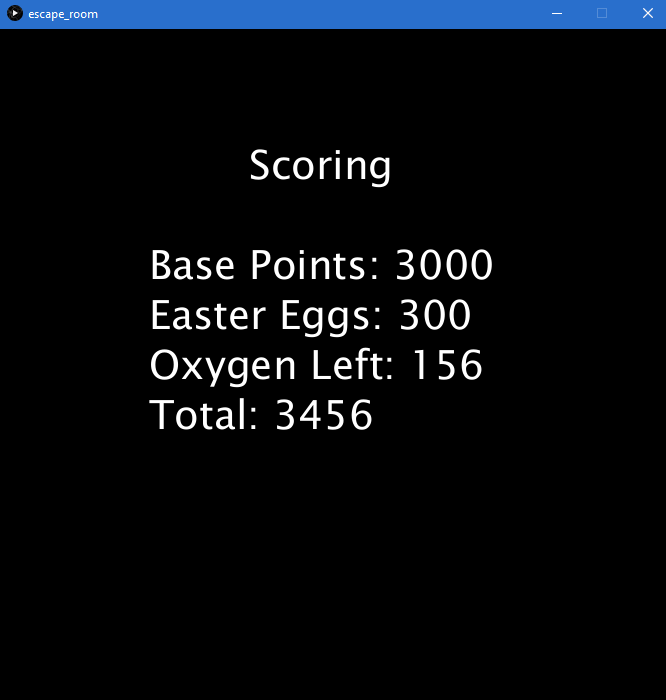 escape_room
Scoring
Base Points: 3000
Easter Eggs: 300
Oxygen Left: 156
Total: 3456